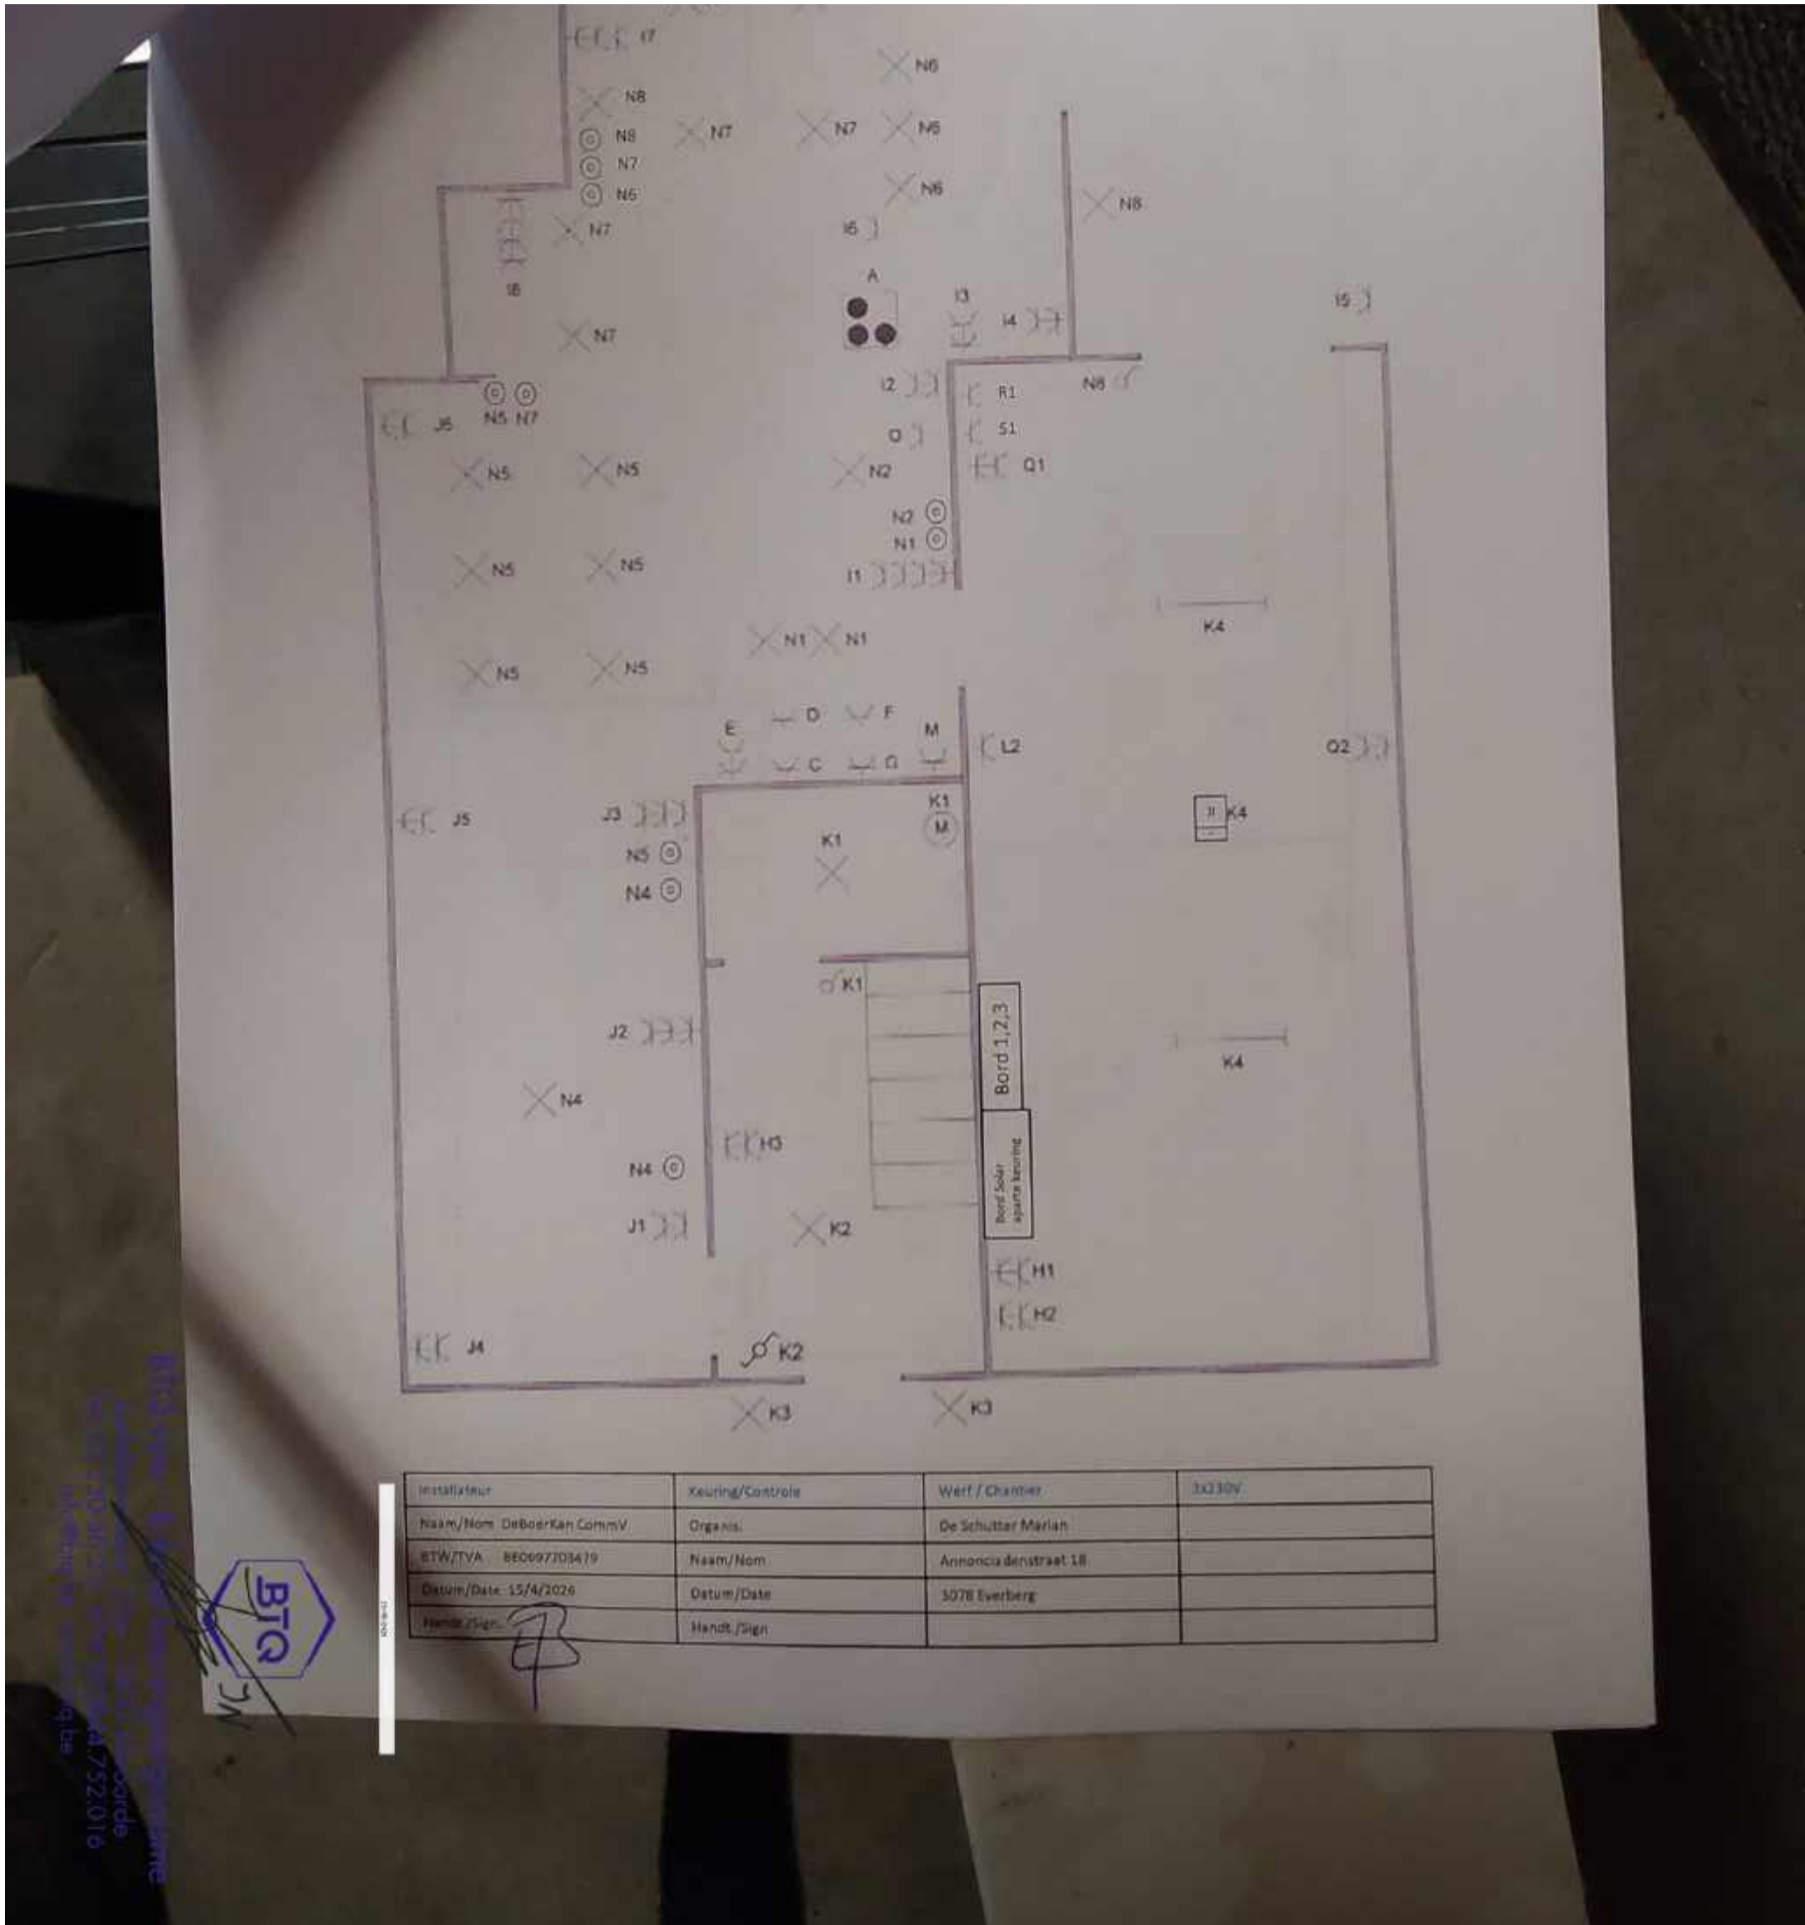 I7
N6
N8
N7 N7 N6
N8
N7
N6
N6
N8
N7
I6
I6
A
I3
I4
I5
N7
I2
R1
N8
J6
N5 N7
O
S1
Q1
N5 N5 N2
N2
N1
N5 N5 I1
K4
N1 N1
N5 N5
D F
E M
C G
L2
Q2
K1
M
J3
J5
K4
K1
N5
N4
K1
Bord 1,2,3
J2
K4
N4
H3
Bord Solar
aparte keuring
N4
J1
K2
H1
H2
J4
K2
K3 K3
Installateur Keuring/Controle Werf / Chantier 3x230V
Naam/Nom DeBoerKan CommV Organis. De Schutter Marian
BTW/TVA BE0697703479 Naam/Nom Annonciadenstraat 18
Datum/Date 15/4/2026 Datum/Date 3078 Everberg
Handt./Sign. Handt./Sign
BTQ